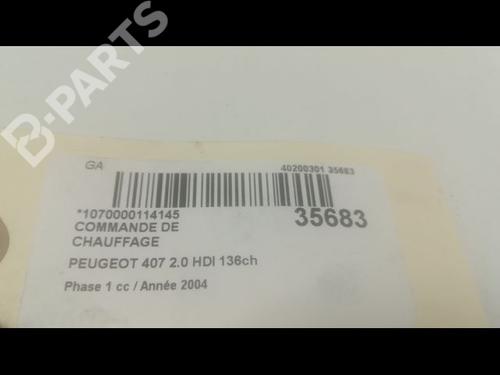 B-PARTS
GA
40200301 35683
*1070000114145
35683
COMMANDE DE
CHAUFFAGE
PEUGEOT 407 2.0 HDI 136ch
Phase 1 cc / Année 2004